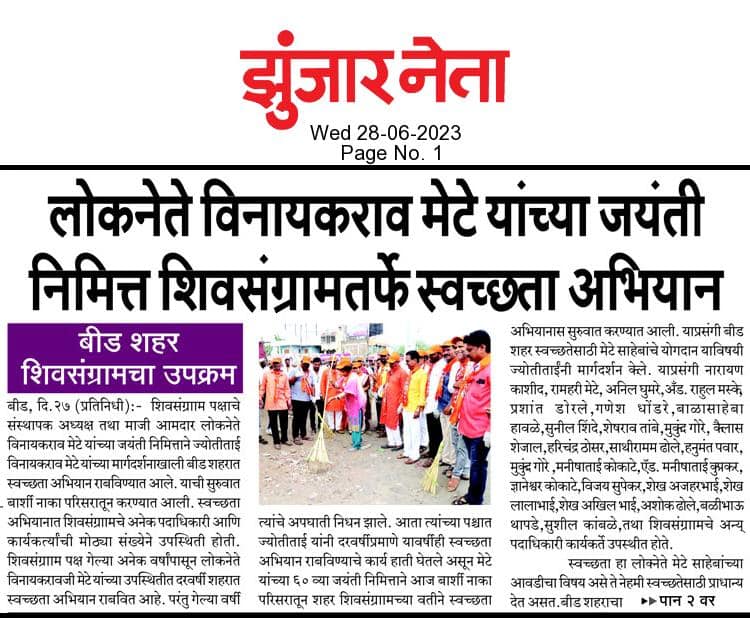 झुंजार नेता
Wed 28-06-2023
Page No. 1
लोकनेते विनायकराव मेटे यांच्या जयंती
निमित्त शिवसंग्रामतर्फे स्वच्छता अभियान
बीड शहर
शिवसंग्रामचा उपक्रम
बीड, दि.२७ (प्रतिनिधी):- शिवसंग्राम पक्षाचे
संस्थापक अध्यक्ष तथा माजी आमदार लोकनेते
विनायकराव मेटे यांच्या जयंती निमित्ताने ज्योतीताई
विनायकराव मेटे यांच्या मार्गदर्शनाखाली बीड शहरात
स्वच्छता अभियान राबविण्यात आले. याची सुरुवात
बार्शी नाका परिसरातून करण्यात आली. स्वच्छता
अभियानात शिवसंग्रामचे अनेक पदाधिकारी आणि
कार्यकर्त्यांची मोठ्या संख्येने उपस्थिती होती.
शिवसंग्राम पक्ष गेल्या अनेक वर्षांपासून लोकनेते
विनायकरावजी मेटे यांच्या उपस्थितीत दरवर्षी शहरात
स्वच्छता अभियान राबवित आहे. परंतु गेल्या वर्षी
त्यांचे अपघाती निधन झाले. आता त्यांच्या पश्चात
ज्योतीताई यांनी दरवर्षीप्रमाणे यावर्षीही स्वच्छता
अभियान राबविण्याचे कार्य हाती घेतले असून मेटे
यांच्या ६० व्या जयंती निमित्ताने आज बार्शी नाका
परिसरातून शहर शिवसंग्रामच्या वतीने स्वच्छता
अभियानास सुरुवात करण्यात आली. याप्रसंगी बीड
शहर स्वच्छतेसाठी मेटे साहेबांचे योगदान याविषयी
ज्योतीताईंनी मार्गदर्शन केले. याप्रसंगी नारायण
काशीद, रामहरी मेटे, अनिल घुमरे,अँड. राहुल मस्के,
प्रशांत डोरले,गणेश धोंडरे,बाळासाहेब
हावळे,सुनील शिंदे,शेषराव तांबे,मुकुंद गोरे, कैलास
शेजाल,हरिचंद्र ठोसर,साथीरामम ढोले,हनुमंत पवार,
मुकुंद गोरे ,मनीषाताई कोकाटे,ऍड. मनीषाताई कुप्रकर,
ज्ञानेश्वर कोकाटे,विजय सुपेकर,शेख अजहरभाई,शेख
लालाभाई,शेख अखिल भाई,अशोक ढोले,बळीभाऊ
थापडे,सुशील कांबळे,तथा शिवसंग्रामचे अन्य
पदाधिकारी कार्यकर्ते उपस्थीत होते.
स्वच्छता हा लोकनेते मेटे साहेबांच्या
आवडीचा विषय असे ते नेहमी स्वच्छतेसाठी प्राधान्य
देत असत.बीड शहराचा ▸▸पान २ वर